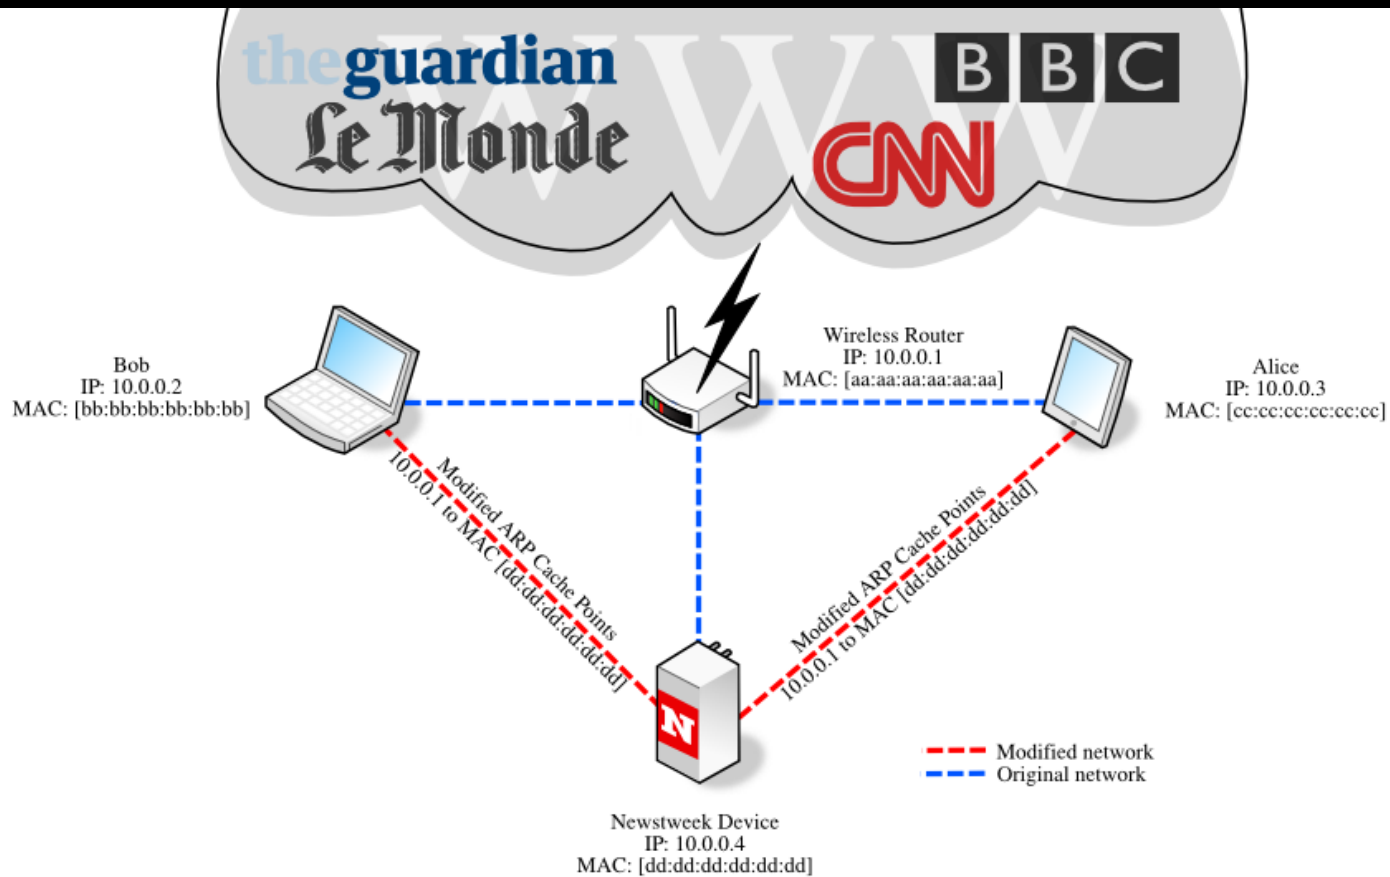 theguardian
Le Monde
WWW
BBC
CNN
Wireless Router
IP: 10.0.0.1
MAC: [aa:aa:aa:aa:aa:aa]
Bob
IP: 10.0.0.2
MAC: [bb:bb:bb:bb:bb:bb]
Alice
IP: 10.0.0.3
MAC: [cc:cc:cc:cc:cc:cc]
Modified ARP Cache Points
10.0.0.1 to MAC [dd:dd:dd:dd:dd:dd]
Modified ARP Cache Points
10.0.0.1 to MAC [dd:dd:dd:dd:dd:dd]
N
Modified network
Original network
Newstweek Device
IP: 10.0.0.4
MAC: [dd:dd:dd:dd:dd:dd]